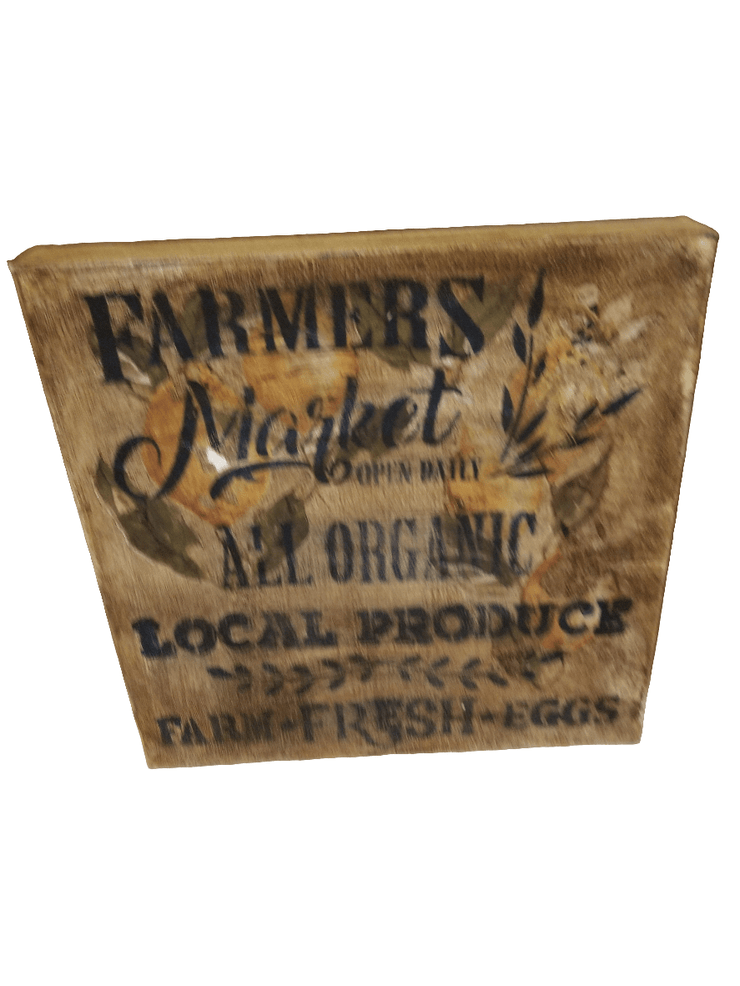 FARMERS
Market
OPEN DAILY
ALL ORGANIC
LOCAL PRODUCE
FARM-FRESH-EGGS